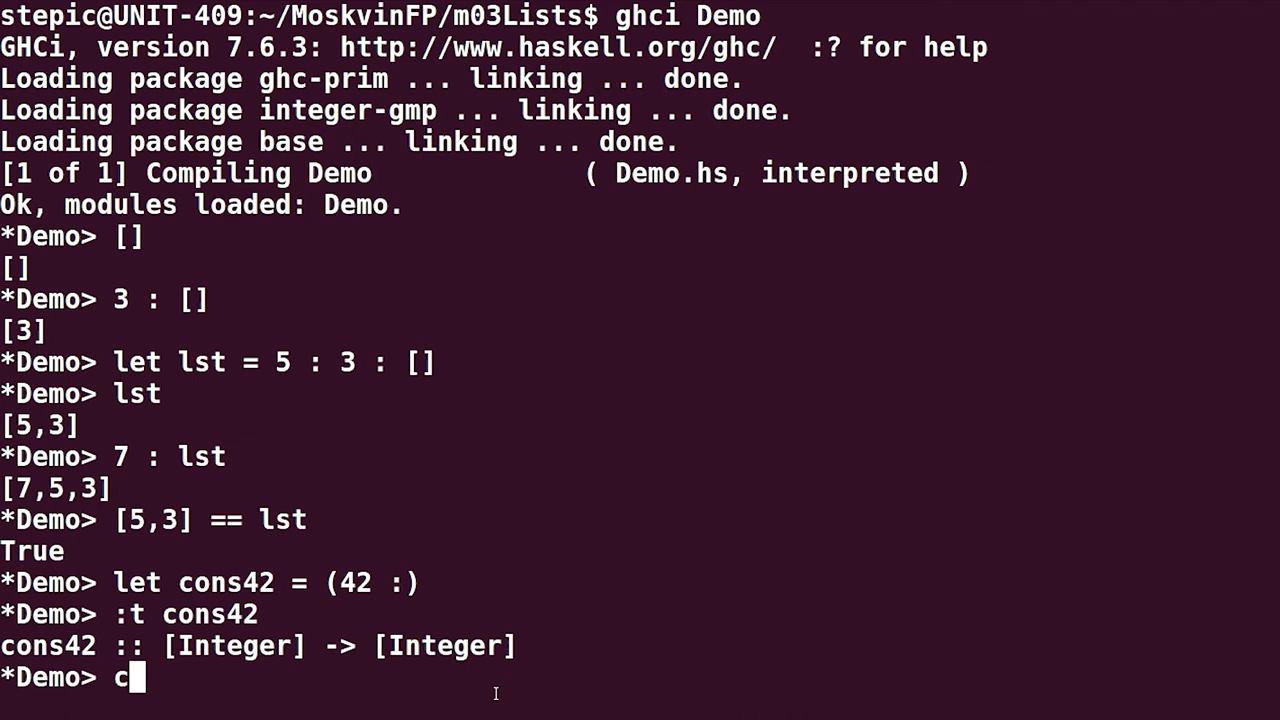 stepic@UNIT-409:~/MoskvinFP/m03Lists$ ghci Demo
GHCi, version 7.6.3: http://www.haskell.org/ghc/  :? for help
Loading package ghc-prim ... linking ... done.
Loading package integer-gmp ... linking ... done.
Loading package base ... linking ... done.
[1 of 1] Compiling Demo             ( Demo.hs, interpreted )
Ok, modules loaded: Demo.
*Demo> []
[]
*Demo> 3 : []
[3]
*Demo> let lst = 5 : 3 : []
*Demo> lst
[5,3]
*Demo> 7 : lst
[7,5,3]
*Demo> [5,3] == lst
True
*Demo> let cons42 = (42 :)
*Demo> :t cons42
cons42 :: [Integer] -> [Integer]
*Demo> c